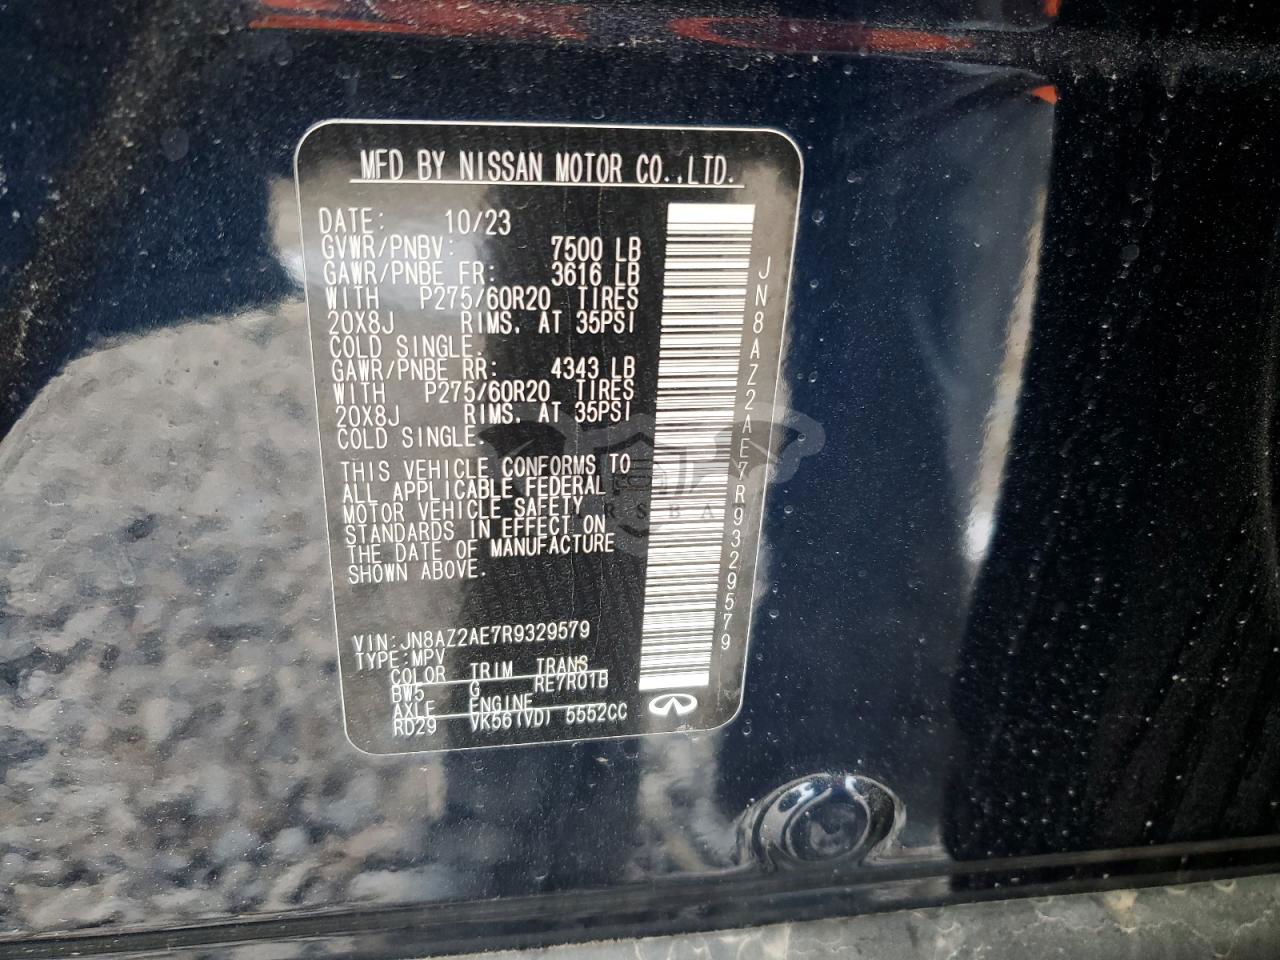 MFD BY NISSAN MOTOR CO.,LTD.
DATE: 10/23
GVWR/PNBV: 7500 LB
GAWR/PNBE FR: 3616 LB
WITH P275/60R20 TIRES
20X8J RIMS. AT 35PSI
COLD SINGLE.
GAWR/PNBE RR: 4343 LB
WITH P275/60R20 TIRES
20X8J RIMS. AT 35PSI
COLD SINGLE.
THIS VEHICLE CONFORMS TO
ALL APPLICABLE FEDERAL
MOTOR VEHICLE SAFETY
STANDARDS IN EFFECT ON
THE DATE OF MANUFACTURE
SHOWN ABOVE.
VIN:JN8AZ2AE7R9329579
TYPE:MPV
COLOR TRIM TRANS
BW5 G RE7R01B
AXLE ENGINE
RD29 VK56(VD) 5552CC
JN8AZ2AE7R9329579